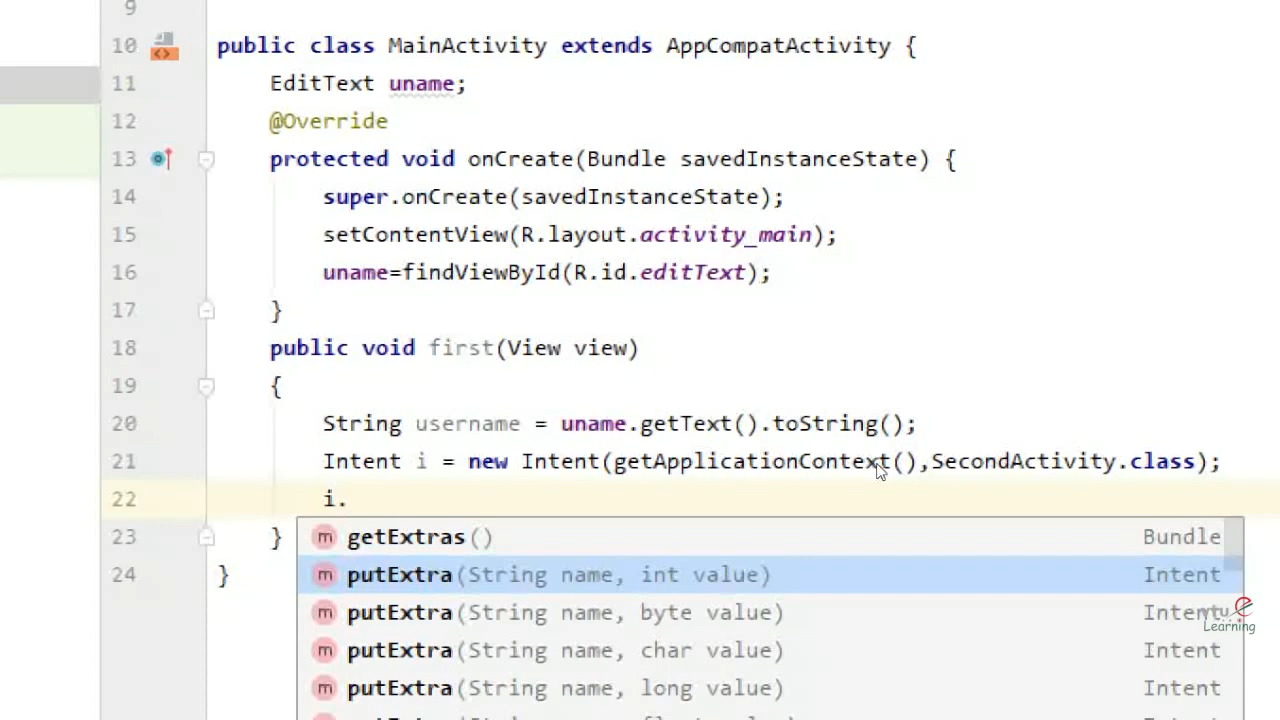 9
10 public class MainActivity extends AppCompatActivity {
11 EditText uname;
12 @Override
13 protected void onCreate(Bundle savedInstanceState) {
14 super.onCreate(savedInstanceState);
15 setContentView(R.layout.activity_main);
16 uname=findViewById(R.id.editText);
17 }
18 public void first(View view)
19 {
20 String username = uname.getText().toString();
21 Intent i = new Intent(getApplicationContext(),SecondActivity.class);
22 i.
23 }
m getExtras() Bundle
24 }
m putExtra(String name, int value) Intent
m putExtra(String name, byte value) Intent
vtu e Learning
m putExtra(String name, char value) Intent
m putExtra(String name, long value) Intent